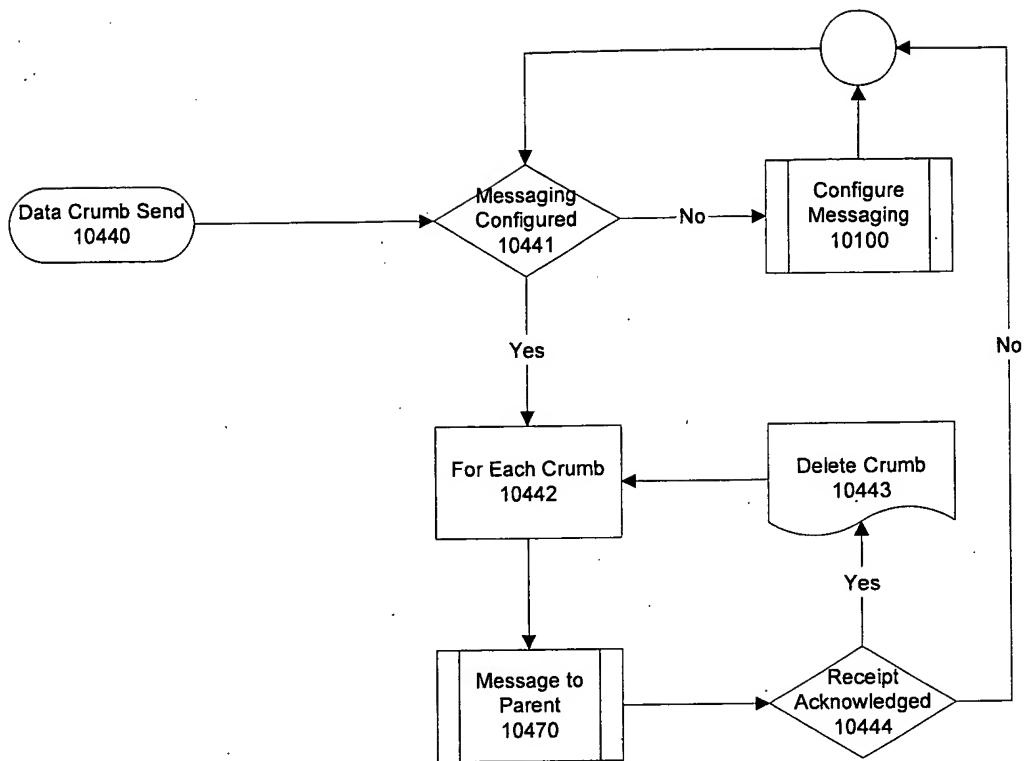 Data Crumb Send
10440
Messaging
Configured
10441
No
Configure
Messaging
10100
Yes
No
For Each Crumb
10442
Delete Crumb
10443
Yes
Message to
Parent
10470
Receipt
Acknowledged
10444